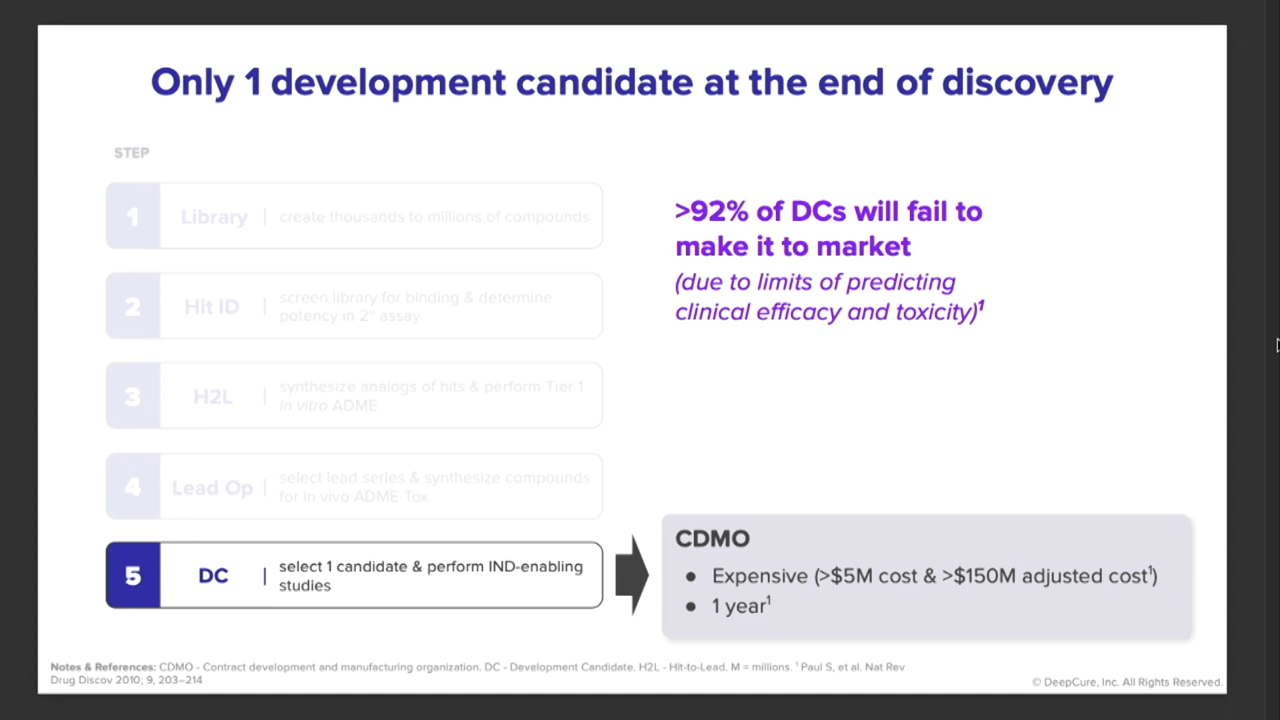 Only 1 development candidate at the end of discovery
STEP
1 Library | create thousands to millions of compounds
2 Hit ID | screen library for binding & determine
potency in 2° assay
3 H2L | synthesize analogs of hits & perform Tier 1
in vitro ADME
4 Lead Op | select lead series & synthesize compounds
for in vivo ADME-Tox
5 DC | select 1 candidate & perform IND-enabling
studies
>92% of DCs will fail to
make it to market
(due to limits of predicting
clinical efficacy and toxicity)¹
CDMO
● Expensive (>$5M cost & >$150M adjusted cost¹)
● 1 year¹
Notes & References: CDMO - Contract development and manufacturing organization. DC - Development Candidate. H2L - Hit-to-Lead. M = millions. ¹ Paul S, et al. Nat Rev
Drug Discov 2010; 9, 203–214
© DeepCure, Inc. All Rights Reserved.